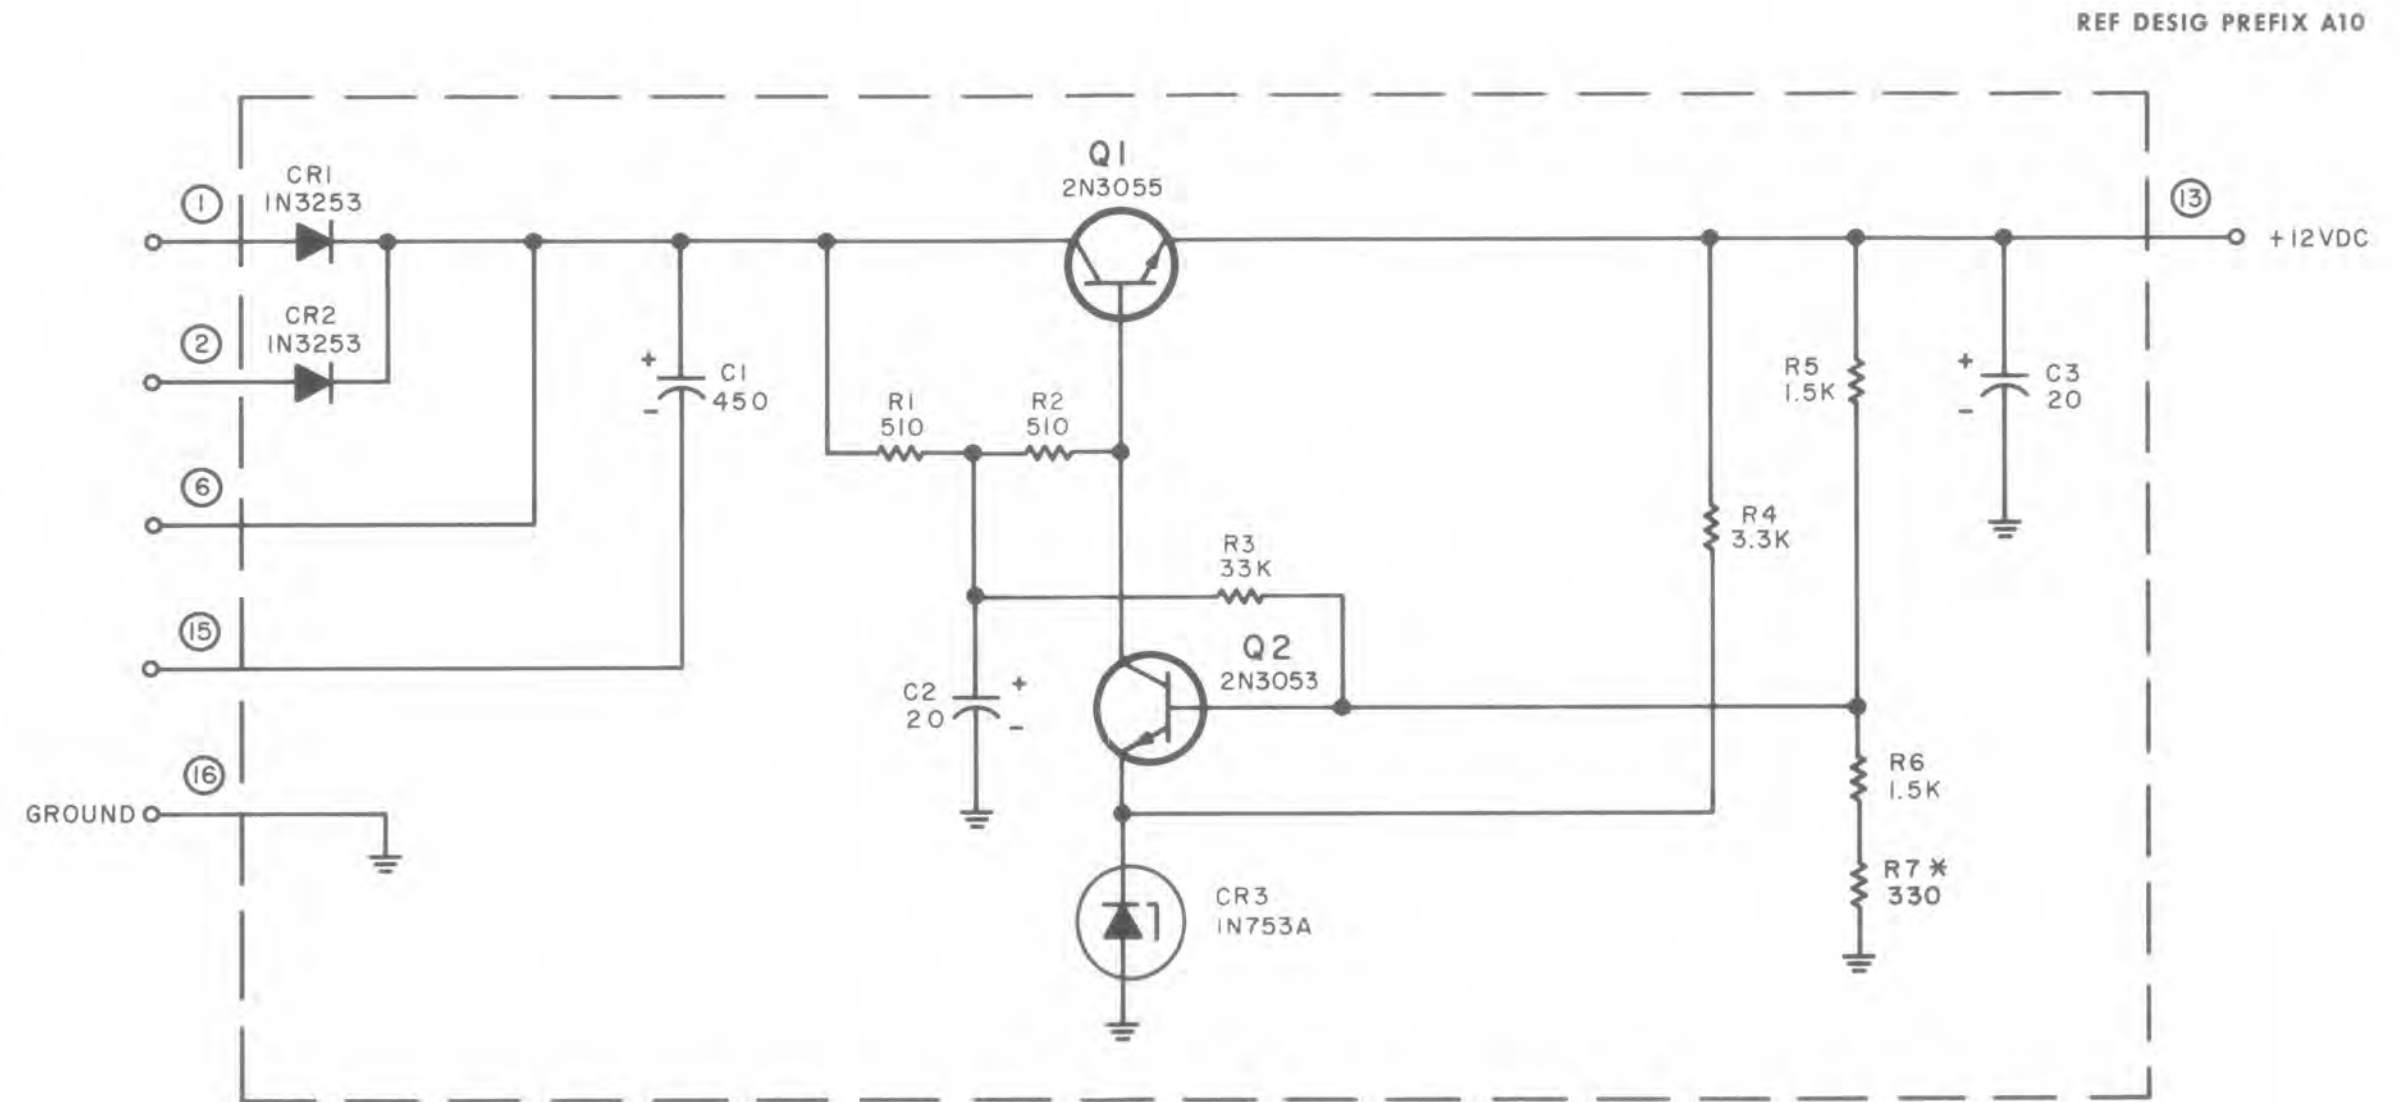 REF DESIG PREFIX A10
Q1
2N3055
CR1
1N3253
1
13
+12VDC
CR2
1N3253
2
+
C1
450
-
R1
510
R2
510
R5
1.5K
+
C3
20
-
6
R4
3.3K
R3
33K
15
Q2
2N3053
C2
20
+
-
16
GROUND
R6
1.5K
R7*
330
CR3
1N753A